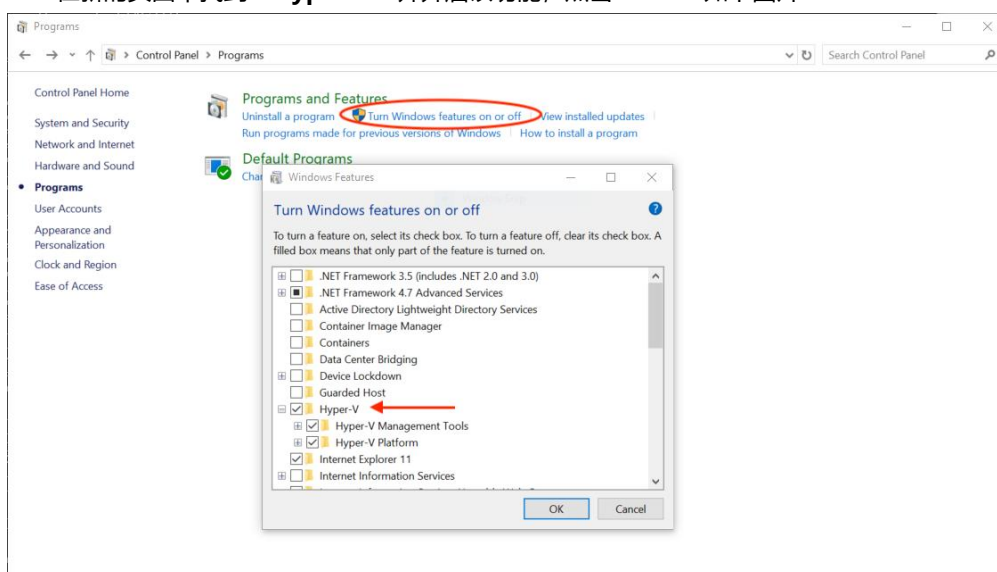 Programs
Control Panel > Programs
Search Control Panel
Control Panel Home
System and Security
Network and Internet
Hardware and Sound
Programs
User Accounts
Appearance and
Personalization
Clock and Region
Ease of Access
Programs and Features
Uninstall a program
Turn Windows features on or off
View installed updates
Run programs made for previous versions of Windows
How to install a program
Default Programs
Windows Features
Turn Windows features on or off
To turn a feature on, select its check box. To turn a feature off, clear its check box. A
filled box means that only part of the feature is turned on.
.NET Framework 3.5 (includes .NET 2.0 and 3.0)
.NET Framework 4.7 Advanced Services
Active Directory Lightweight Directory Services
Container Image Manager
Containers
Data Center Bridging
Device Lockdown
Guarded Host
Hyper-V
Hyper-V Management Tools
Hyper-V Platform
Internet Explorer 11
Internet Information Services
OK
Cancel